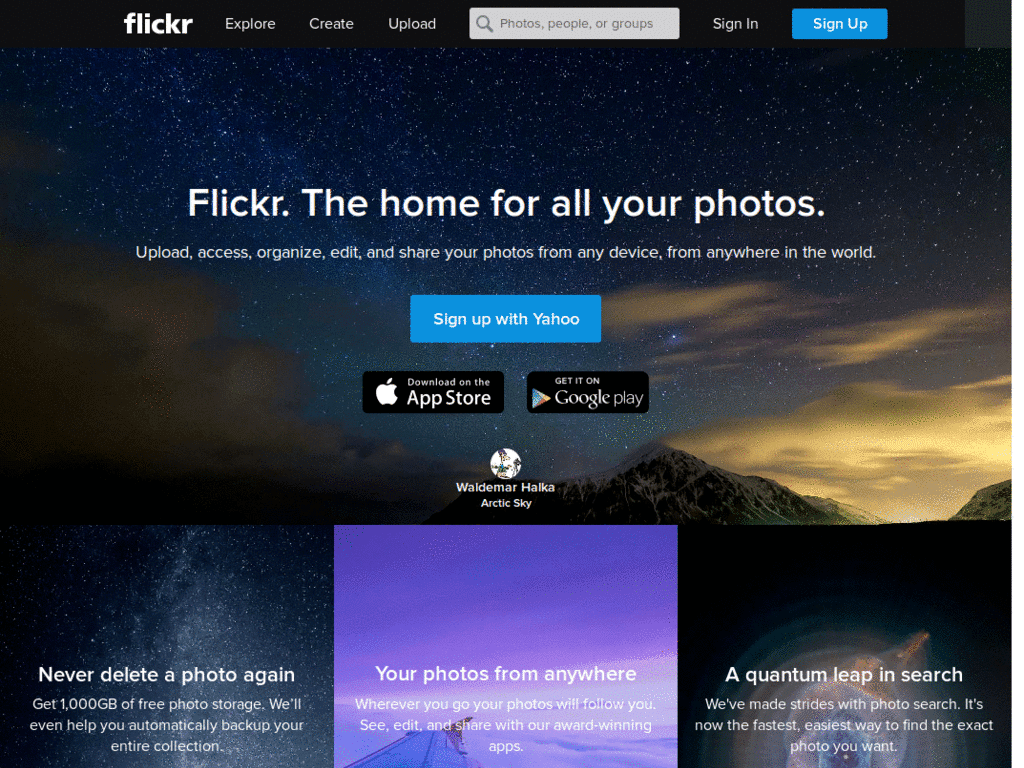 flickr Explore Create Upload Photos, people, or groups Sign In Sign Up
Flickr. The home for all your photos.
Upload, access, organize, edit, and share your photos from any device, from anywhere in the world.
Sign up with Yahoo
Download on the
App Store
GET IT ON
Google play
Waldemar Halka
Arctic Sky
Never delete a photo again
Get 1,000GB of free photo storage. We'll
even help you automatically backup your
entire collection.
Your photos from anywhere
Wherever you go your photos will follow you.
See, edit, and share with our award-winning
apps.
A quantum leap in search
We've made strides with photo search. It's
now the fastest, easiest way to find the exact
photo you want.